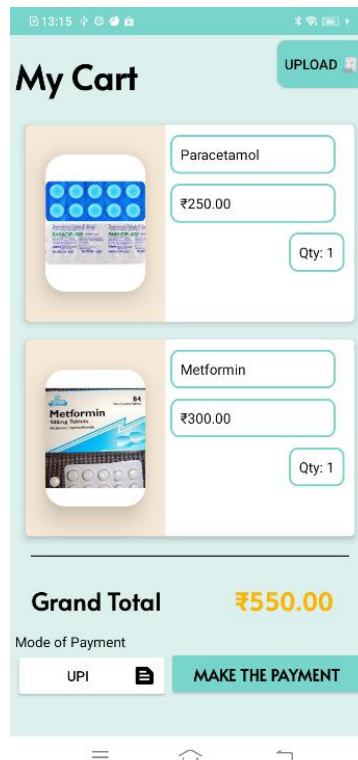 13:15
My Cart
UPLOAD
Paracetamol
₹250.00
Qty: 1
Metformin
84
Metformin
₹300.00
Qty: 1
Grand Total ₹550.00
Mode of Payment
UPI
MAKE THE PAYMENT